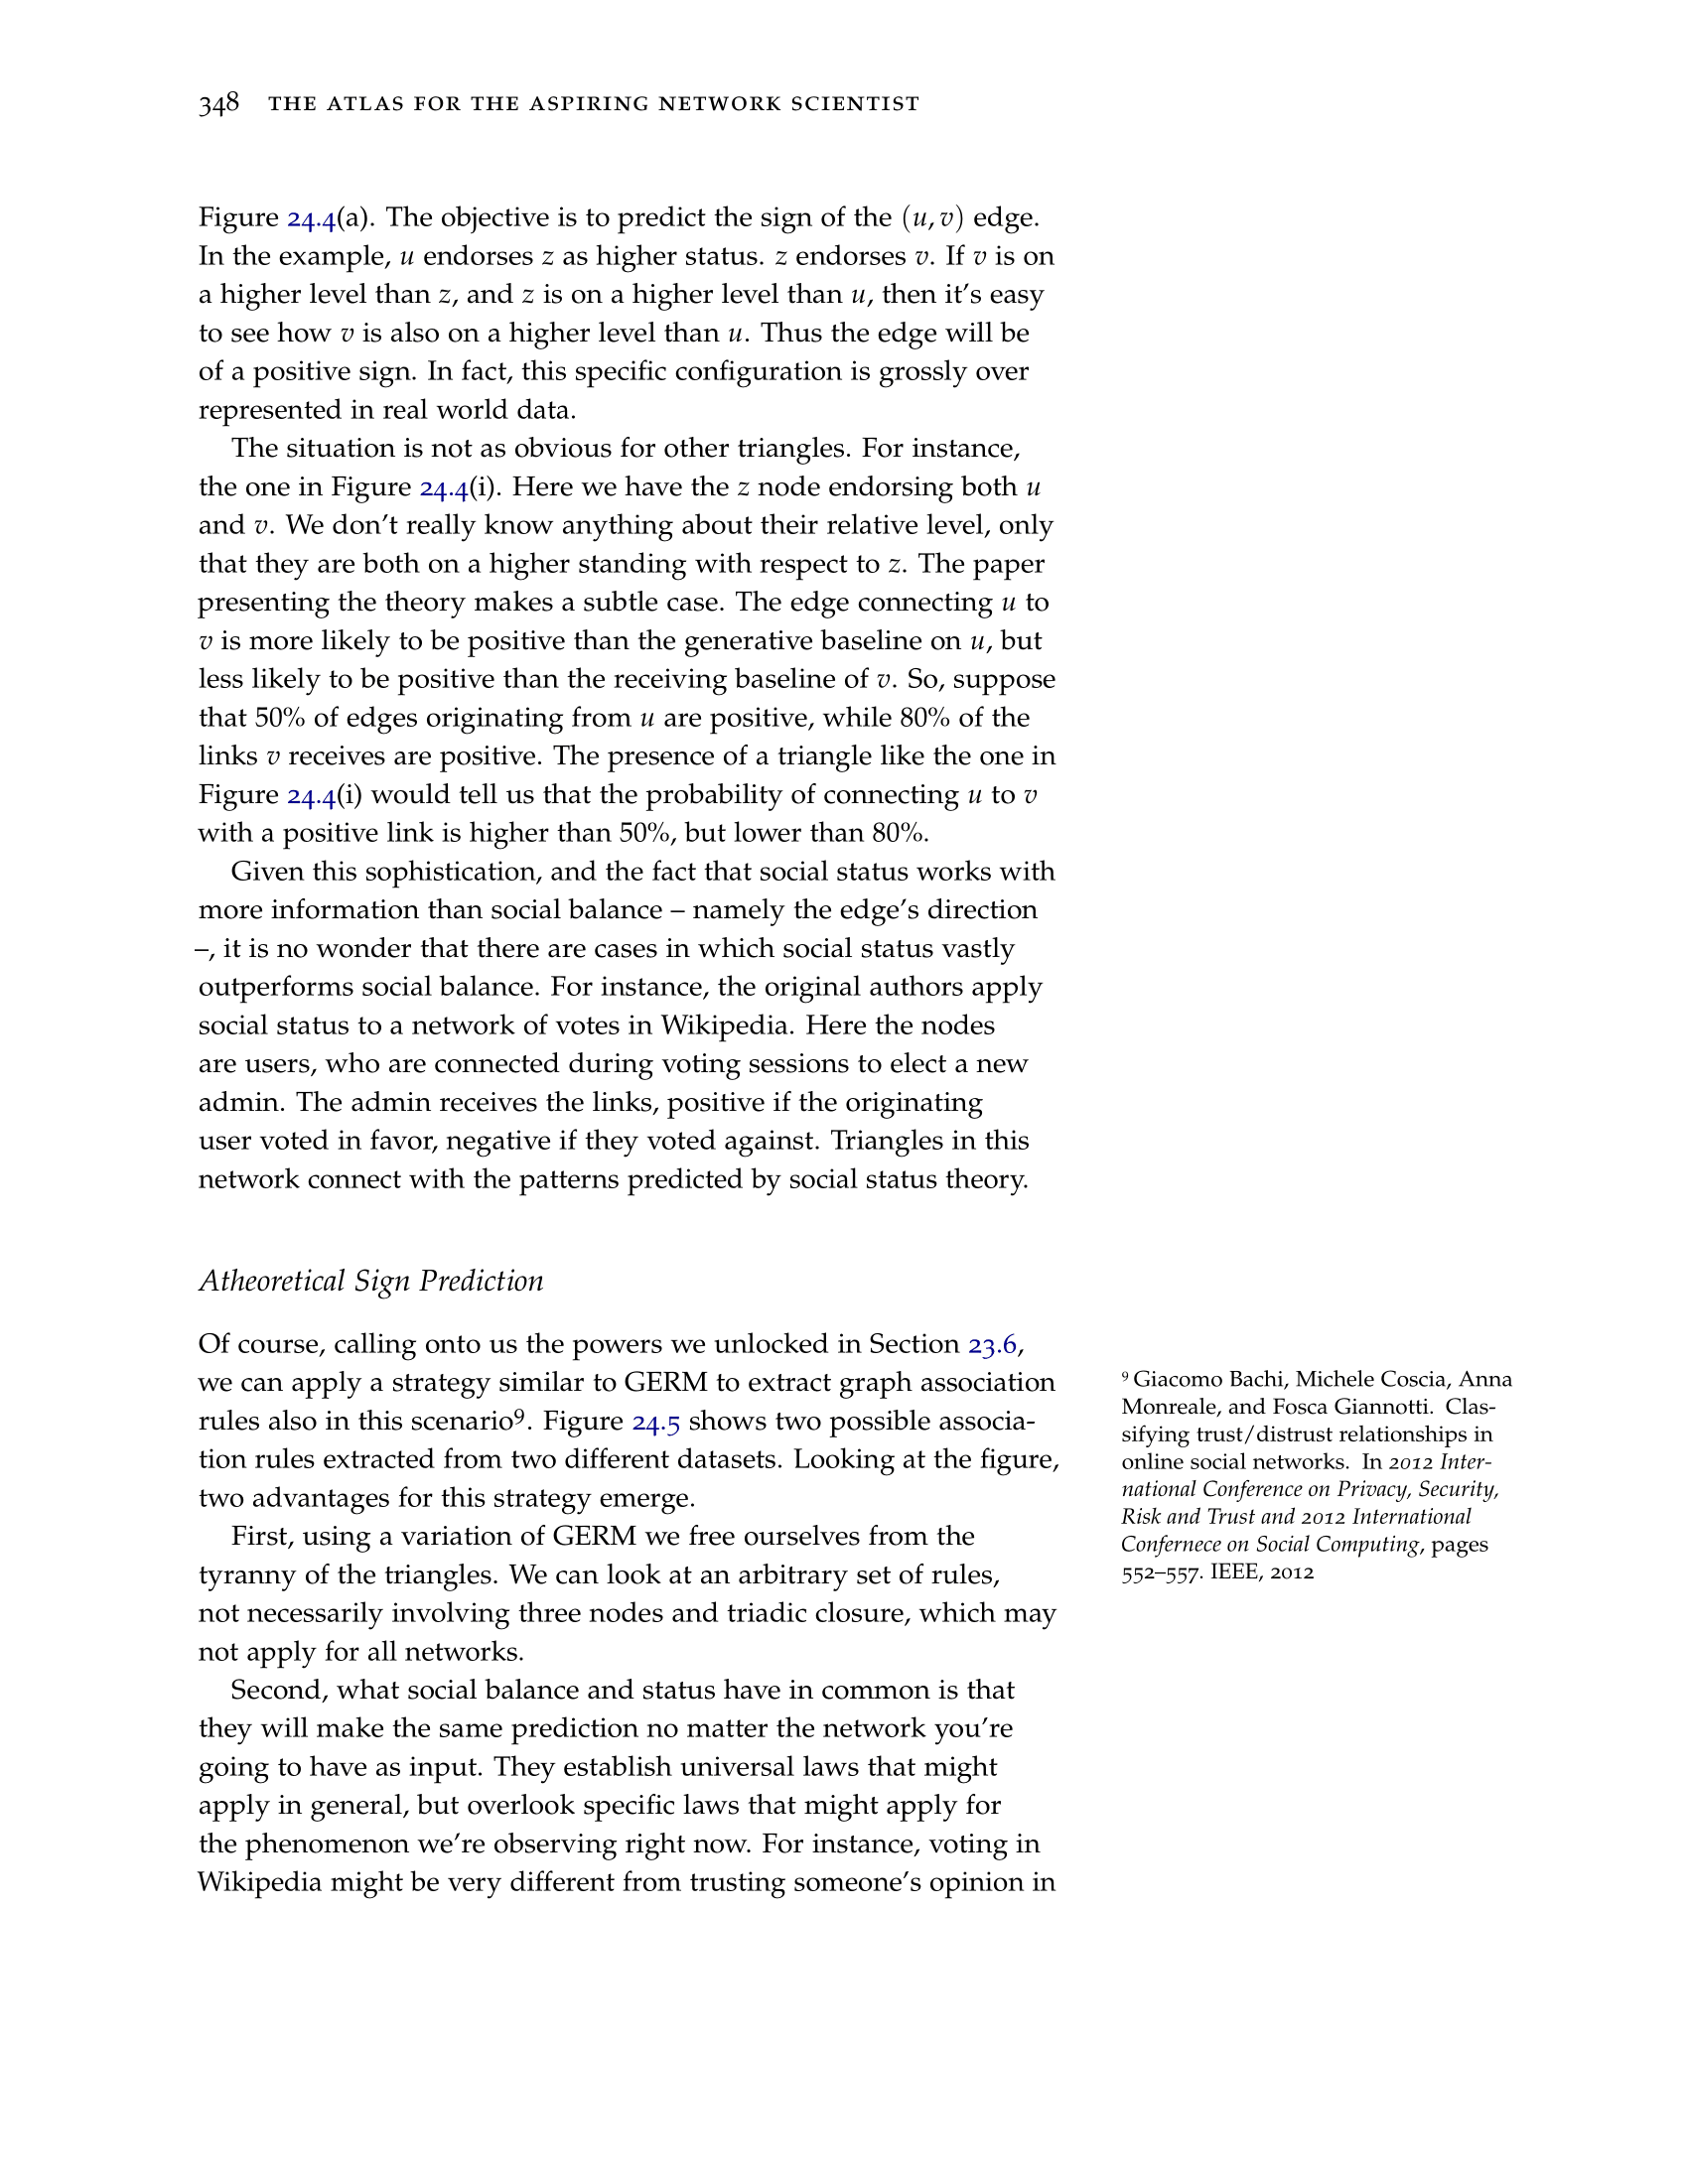 348 THE ATLAS FOR THE ASPIRING NETWORK SCIENTIST
Figure 24.4(a). The objective is to predict the sign of the (u, v) edge.
In the example, u endorses z as higher status. z endorses v. If v is on
a higher level than z, and z is on a higher level than u, then it's easy
to see how v is also on a higher level than u. Thus the edge will be
of a positive sign. In fact, this specific configuration is grossly over
represented in real world data.
The situation is not as obvious for other triangles. For instance,
the one in Figure 24.4(i). Here we have the z node endorsing both u
and v. We don't really know anything about their relative level, only
that they are both on a higher standing with respect to z. The paper
presenting the theory makes a subtle case. The edge connecting u to
v is more likely to be positive than the generative baseline on u, but
less likely to be positive than the receiving baseline of v. So, suppose
that 50% of edges originating from u are positive, while 80% of the
links v receives are positive. The presence of a triangle like the one in
Figure 24.4(i) would tell us that the probability of connecting u to v
with a positive link is higher than 50%, but lower than 80%.
Given this sophistication, and the fact that social status works with
more information than social balance – namely the edge's direction
–, it is no wonder that there are cases in which social status vastly
outperforms social balance. For instance, the original authors apply
social status to a network of votes in Wikipedia. Here the nodes
are users, who are connected during voting sessions to elect a new
admin. The admin receives the links, positive if the originating
user voted in favor, negative if they voted against. Triangles in this
network connect with the patterns predicted by social status theory.
Atheoretical Sign Prediction
Of course, calling onto us the powers we unlocked in Section 23.6,
we can apply a strategy similar to GERM to extract graph association
rules also in this scenario9. Figure 24.5 shows two possible associa-
tion rules extracted from two different datasets. Looking at the figure,
two advantages for this strategy emerge.
First, using a variation of GERM we free ourselves from the
tyranny of the triangles. We can look at an arbitrary set of rules,
not necessarily involving three nodes and triadic closure, which may
not apply for all networks.
Second, what social balance and status have in common is that
they will make the same prediction no matter the network you're
going to have as input. They establish universal laws that might
apply in general, but overlook specific laws that might apply for
the phenomenon we're observing right now. For instance, voting in
Wikipedia might be very different from trusting someone's opinion in
9 Giacomo Bachi, Michele Coscia, Anna
Monreale, and Fosca Giannotti. Clas-
sifying trust/distrust relationships in
online social networks. In 2012 Inter-
national Conference on Privacy, Security,
Risk and Trust and 2012 International
Confernece on Social Computing, pages
552–557. IEEE, 2012